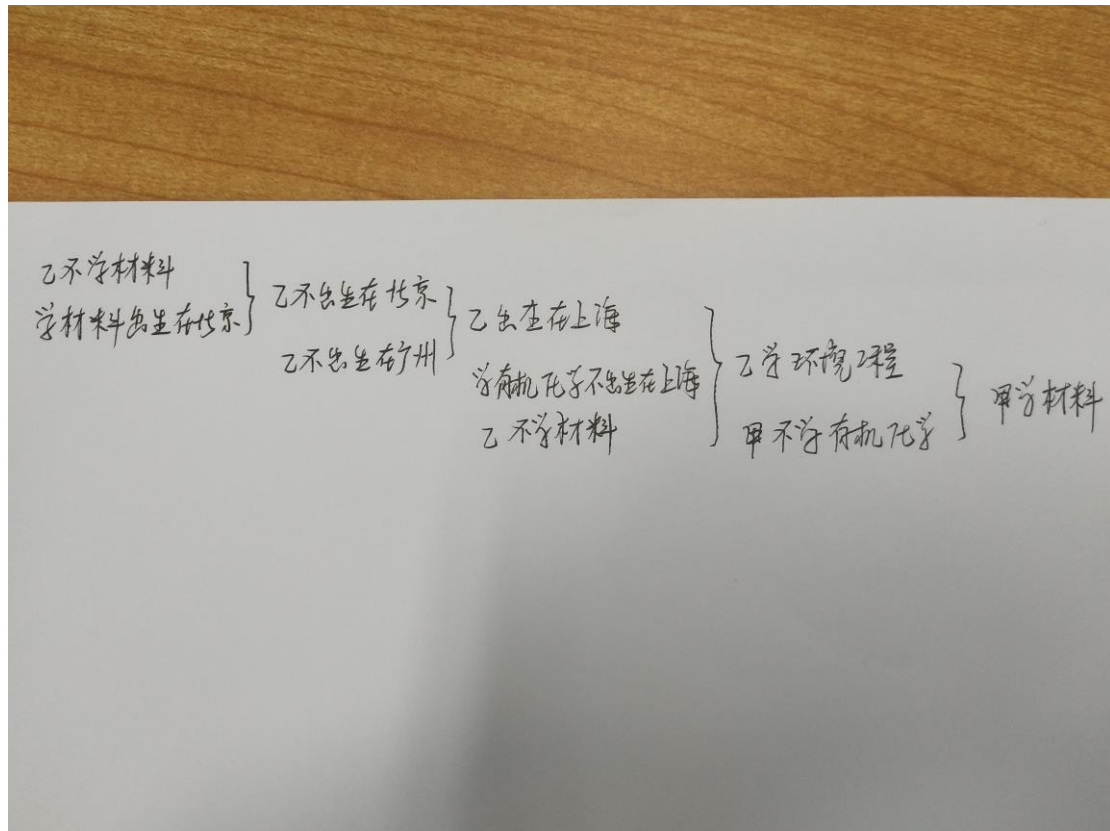 乙不学材料
学材料出生在北京
乙不出生在北京
乙不出生在广州
乙出生在上海
学有机化学不出生在上海
乙不学材料
乙学环境工程
甲不学有机化学
甲学材料